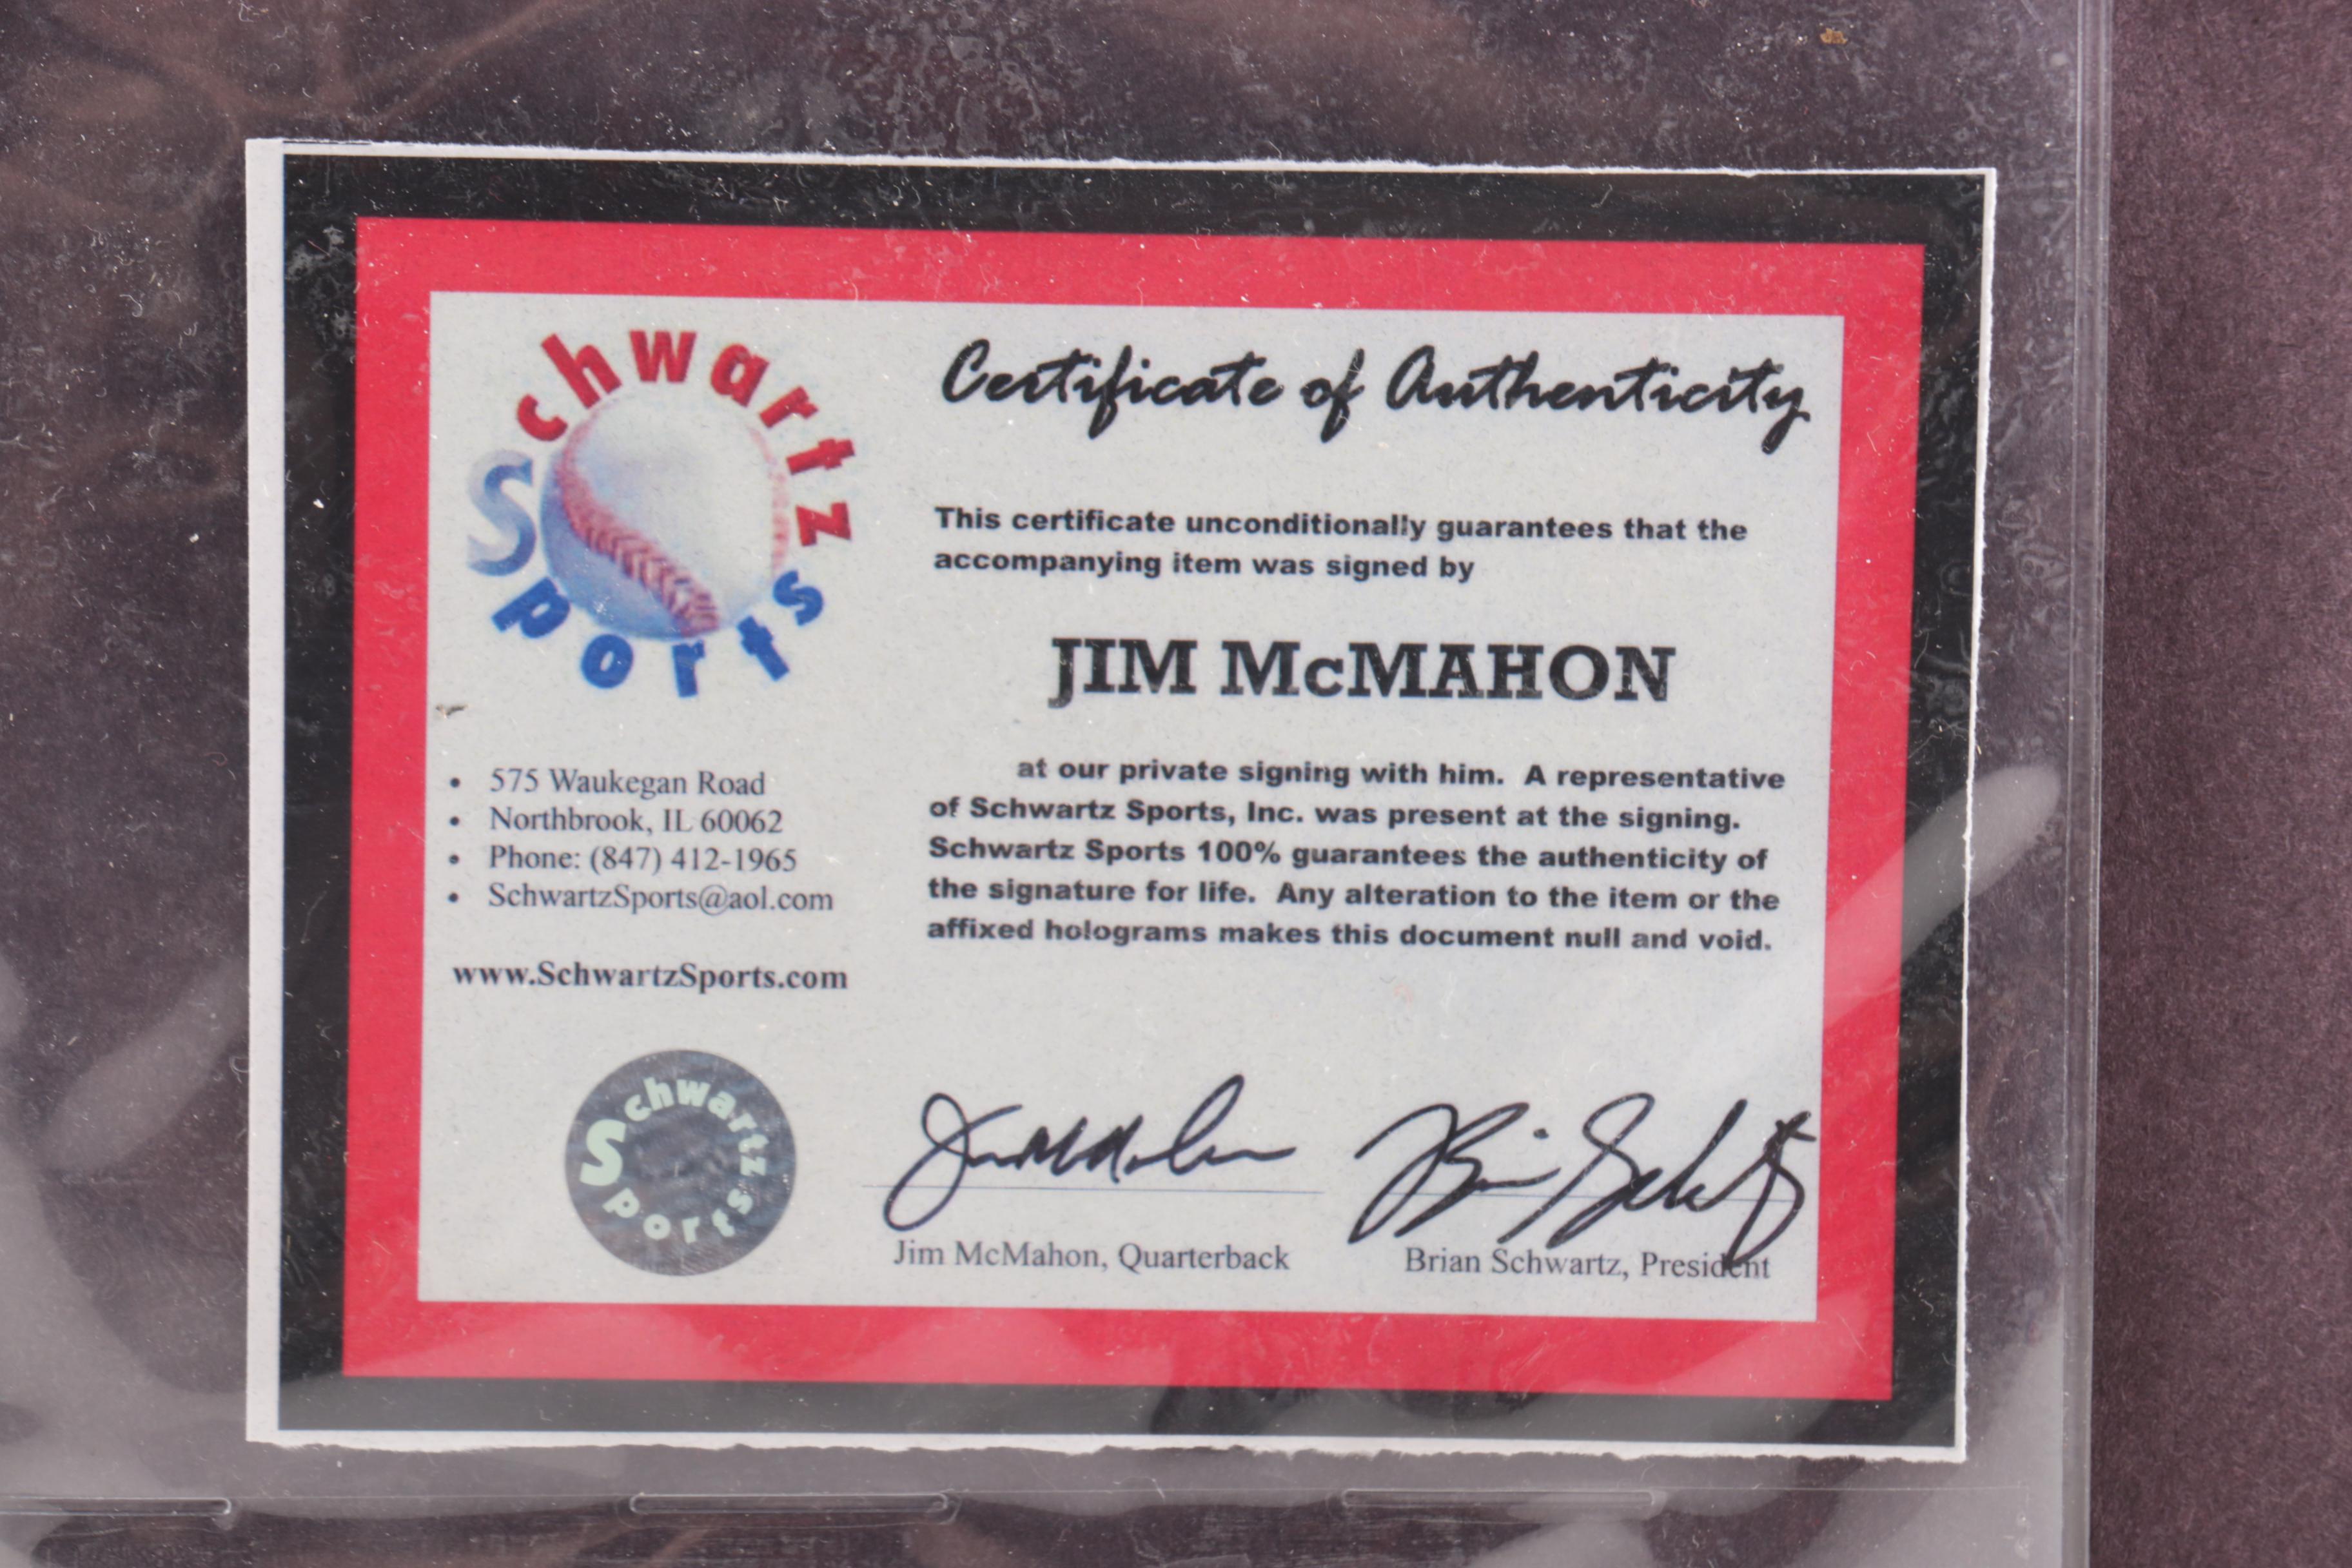 Schwartz
Sports
• 575 Waukegan Road
• Northbrook, IL 60062
• Phone: (847) 412-1965
• SchwartzSports@aol.com
www.SchwartzSports.com
Schwartz
Sports
Certificate of Authenticity
This certificate unconditionally guarantees that the
accompanying item was signed by
JIM McMAHON
at our private signing with him. A representative
of Schwartz Sports, Inc. was present at the signing.
Schwartz Sports 100% guarantees the authenticity of
the signature for life. Any alteration to the item or the
affixed holograms makes this document null and void.
Jim McMahon
Brian Schwartz
Jim McMahon, Quarterback
Brian Schwartz, President